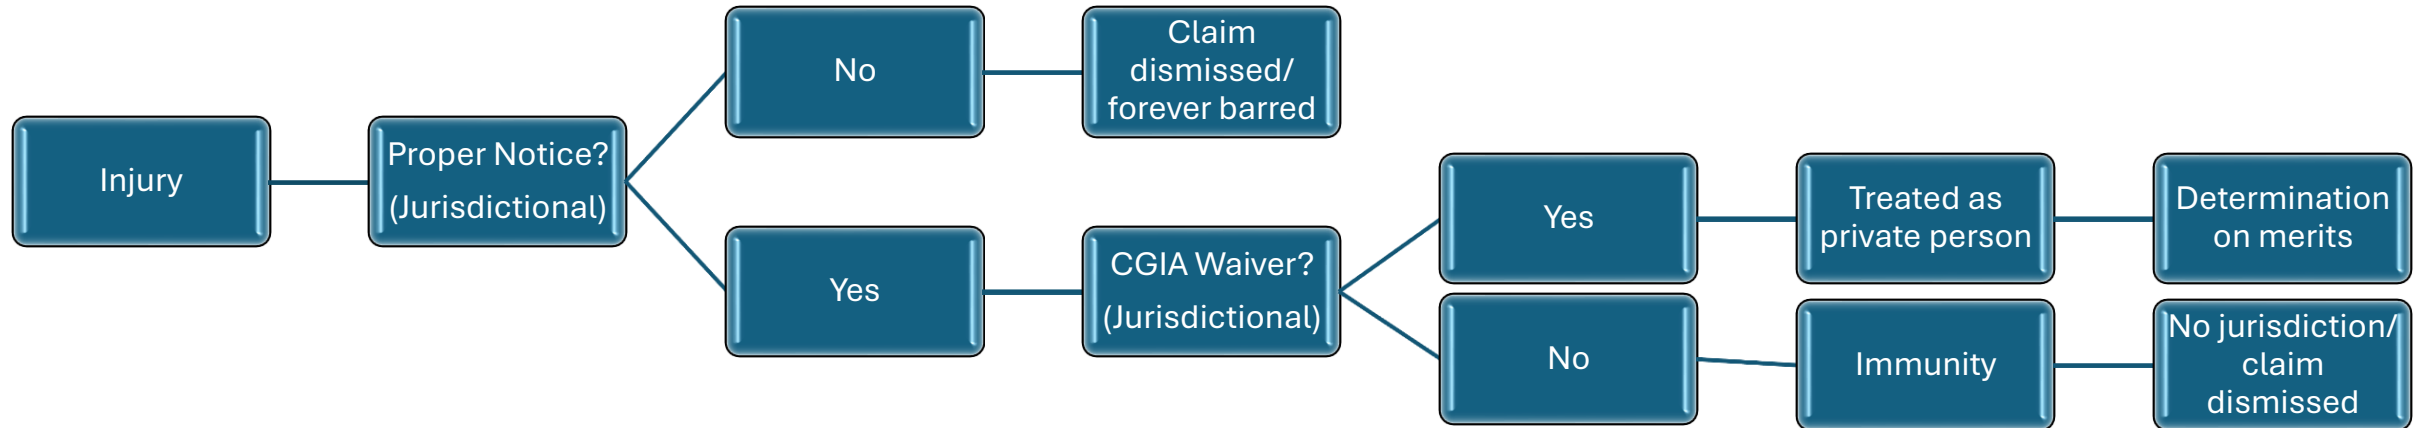 Injury
Proper Notice?
(Jurisdictional)
No
Claim
dismissed/
forever barred
Yes
CGIA Waiver?
(Jurisdictional)
Yes
Treated as
private person
Determination
on merits
No
Immunity
No jurisdiction/
claim
dismissed